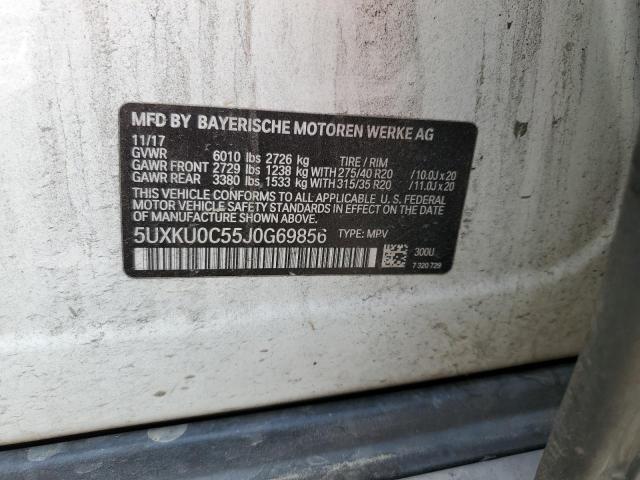 MFD BY BAYERISCHE MOTOREN WERKE AG
11/17
GVWR 6010 lbs 2726 kg TIRE / RIM
GAWR FRONT 2729 lbs 1238 kg WITH 275/40 R20 /10.0J x 20
GAWR REAR 3380 lbs 1533 kg WITH 315/35 R20 /11.0J x 20
THIS VEHICLE CONFORMS TO ALL APPLICABLE U.S. FEDERAL
MOTOR VEHICLE SAFETY STANDARDS IN EFFECT ON THE DATE OF
MANUFACTURE SHOWN ABOVE.
5UXKU0C55J0G69856 TYPE: MPV
300U
7 320 729